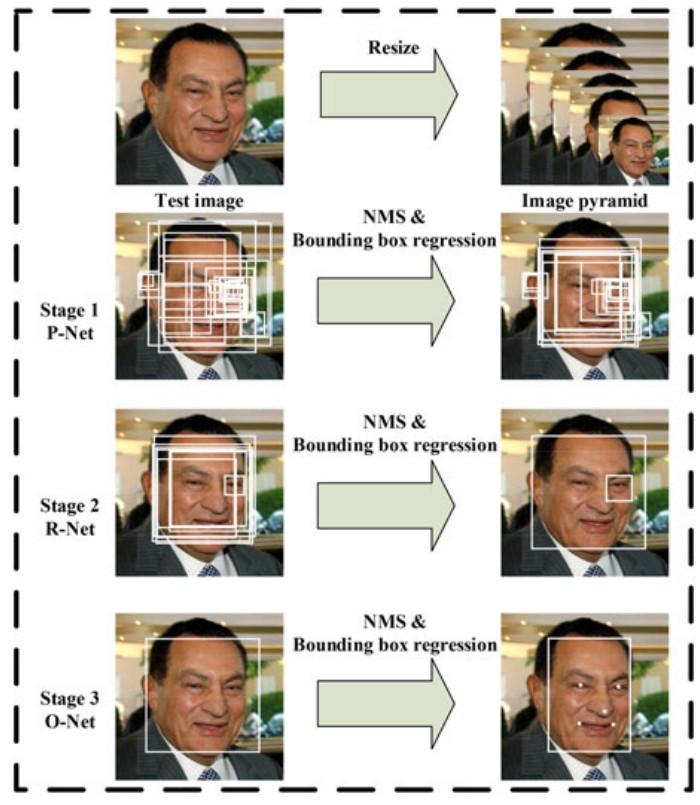 Resize
Test image
Image pyramid
NMS &
Bounding box regression
Stage 1
P-Net
NMS &
Bounding box regression
Stage 2
R-Net
NMS &
Bounding box regression
Stage 3
O-Net